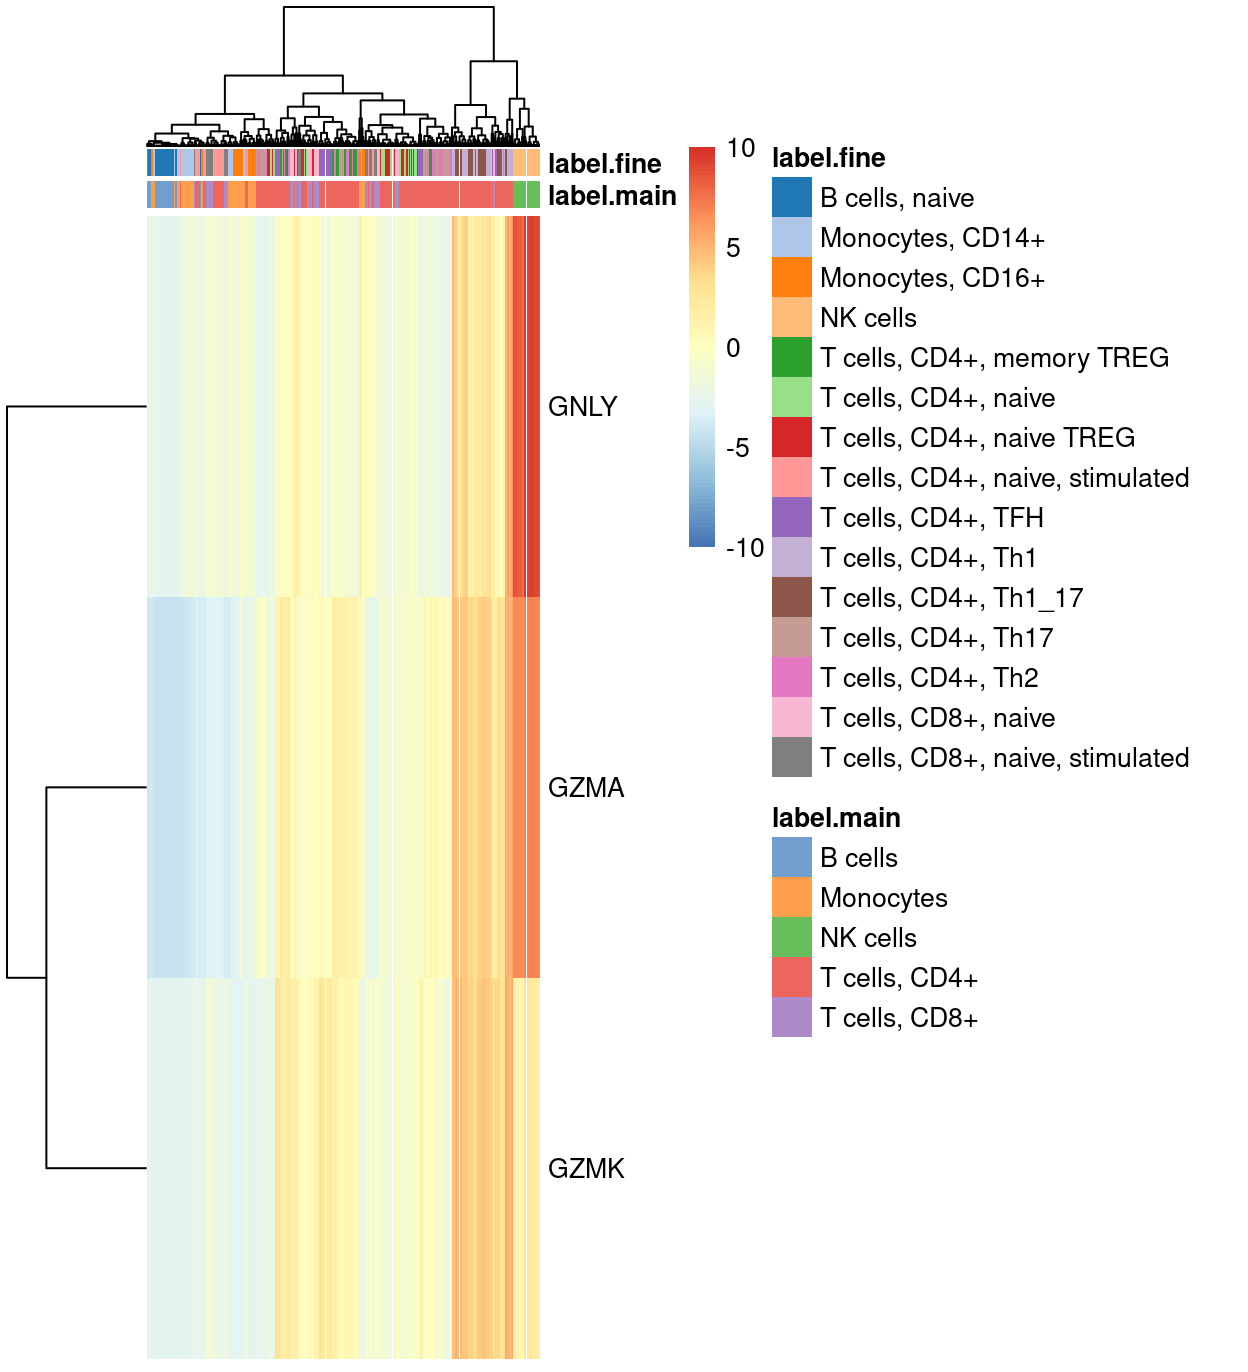 label.fine
label.main
10
5
0
-5
-10
GNLY
GZMA
GZMK
label.fine
B cells, naive
Monocytes, CD14+
Monocytes, CD16+
NK cells
T cells, CD4+, memory TREG
T cells, CD4+, naive
T cells, CD4+, naive TREG
T cells, CD4+, naive, stimulated
T cells, CD4+, TFH
T cells, CD4+, Th1
T cells, CD4+, Th1_17
T cells, CD4+, Th17
T cells, CD4+, Th2
T cells, CD8+, naive
T cells, CD8+, naive, stimulated
label.main
B cells
Monocytes
NK cells
T cells, CD4+
T cells, CD8+